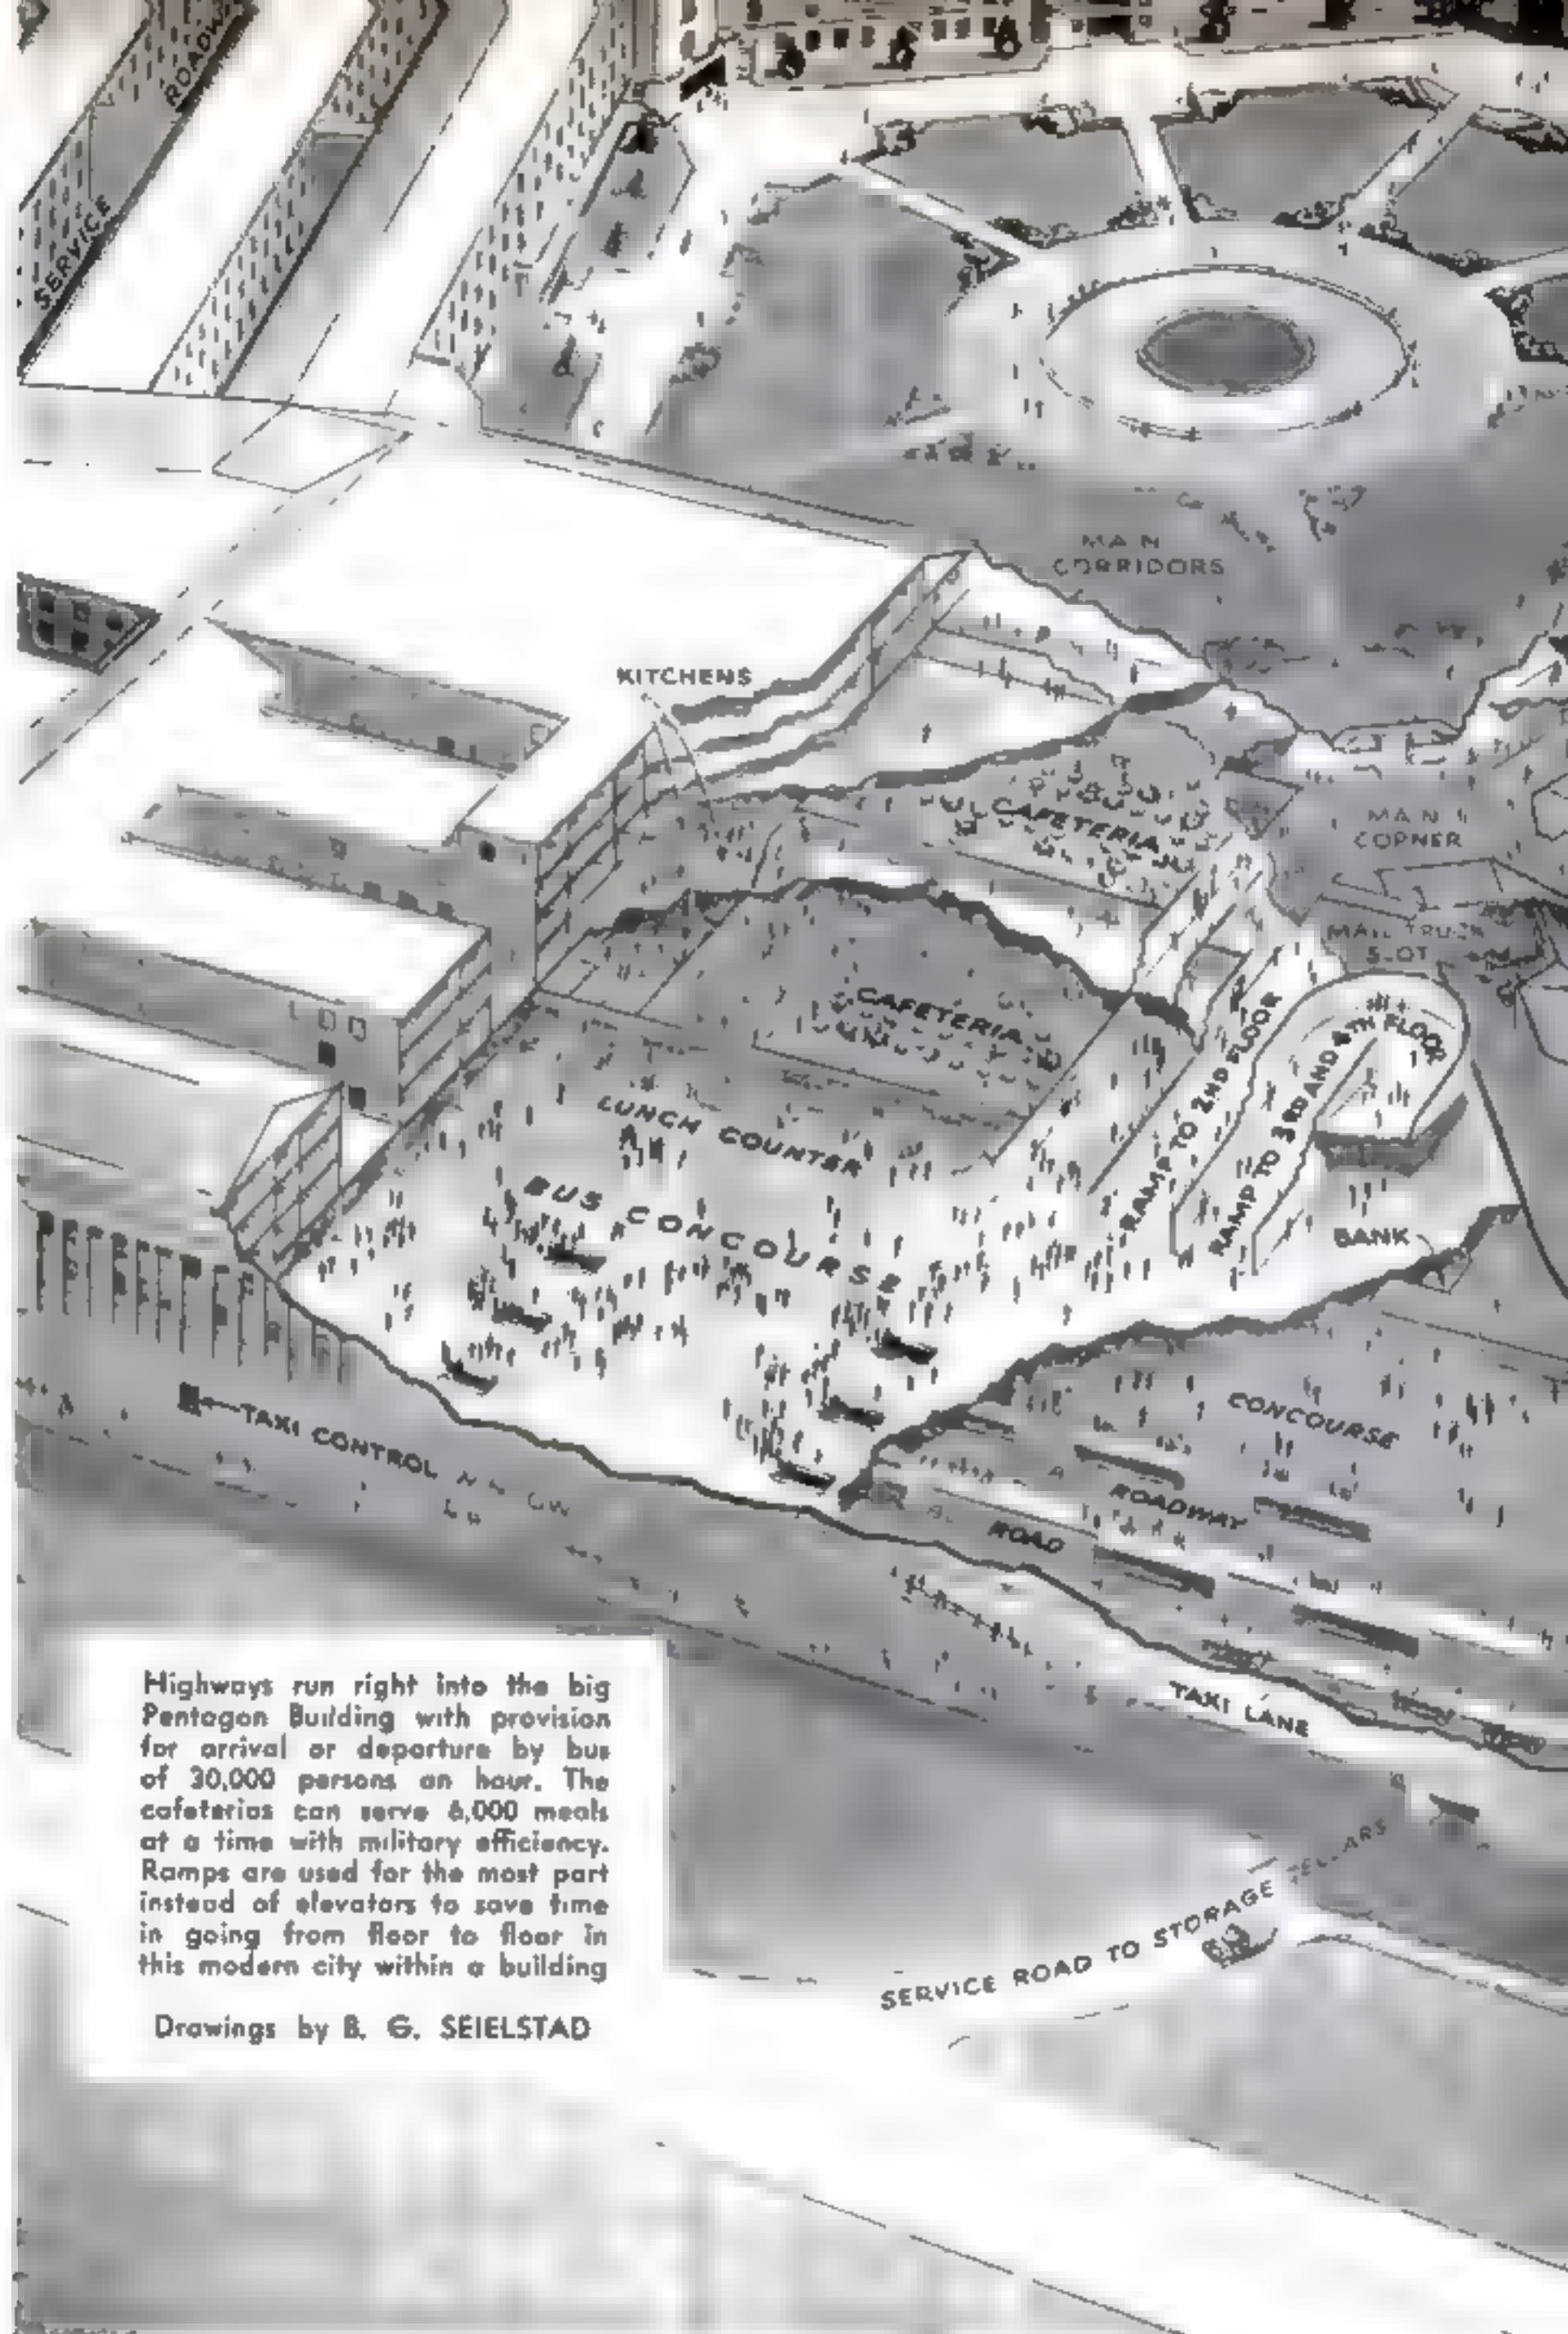 SERVICE
ROADWAY
MAIN
CORRIDORS
KITCHENS
CAFETERIA
MAIN
CORNER
MAIL TRUCK
SLOT
CAFETERIA
LUNCH COUNTER
BUS CONCOURSE
RAMP TO 2ND FLOOR
RAMP TO 3RD AND 4TH FLOOR
BANK
CONCOURSE
TAXI CONTROL
ROADWAY
ROAD
TAXI LANE
SERVICE ROAD TO STORAGE CELLARS
Highways run right into the big
Pentagon Building with provision
for arrival or departure by bus
of 30,000 persons an hour. The
cafeterias can serve 6,000 meals
at a time with military efficiency.
Ramps are used for the most part
instead of elevators to save time
in going from floor to floor in
this modern city within a building
Drawings by B. G. SEIELSTAD